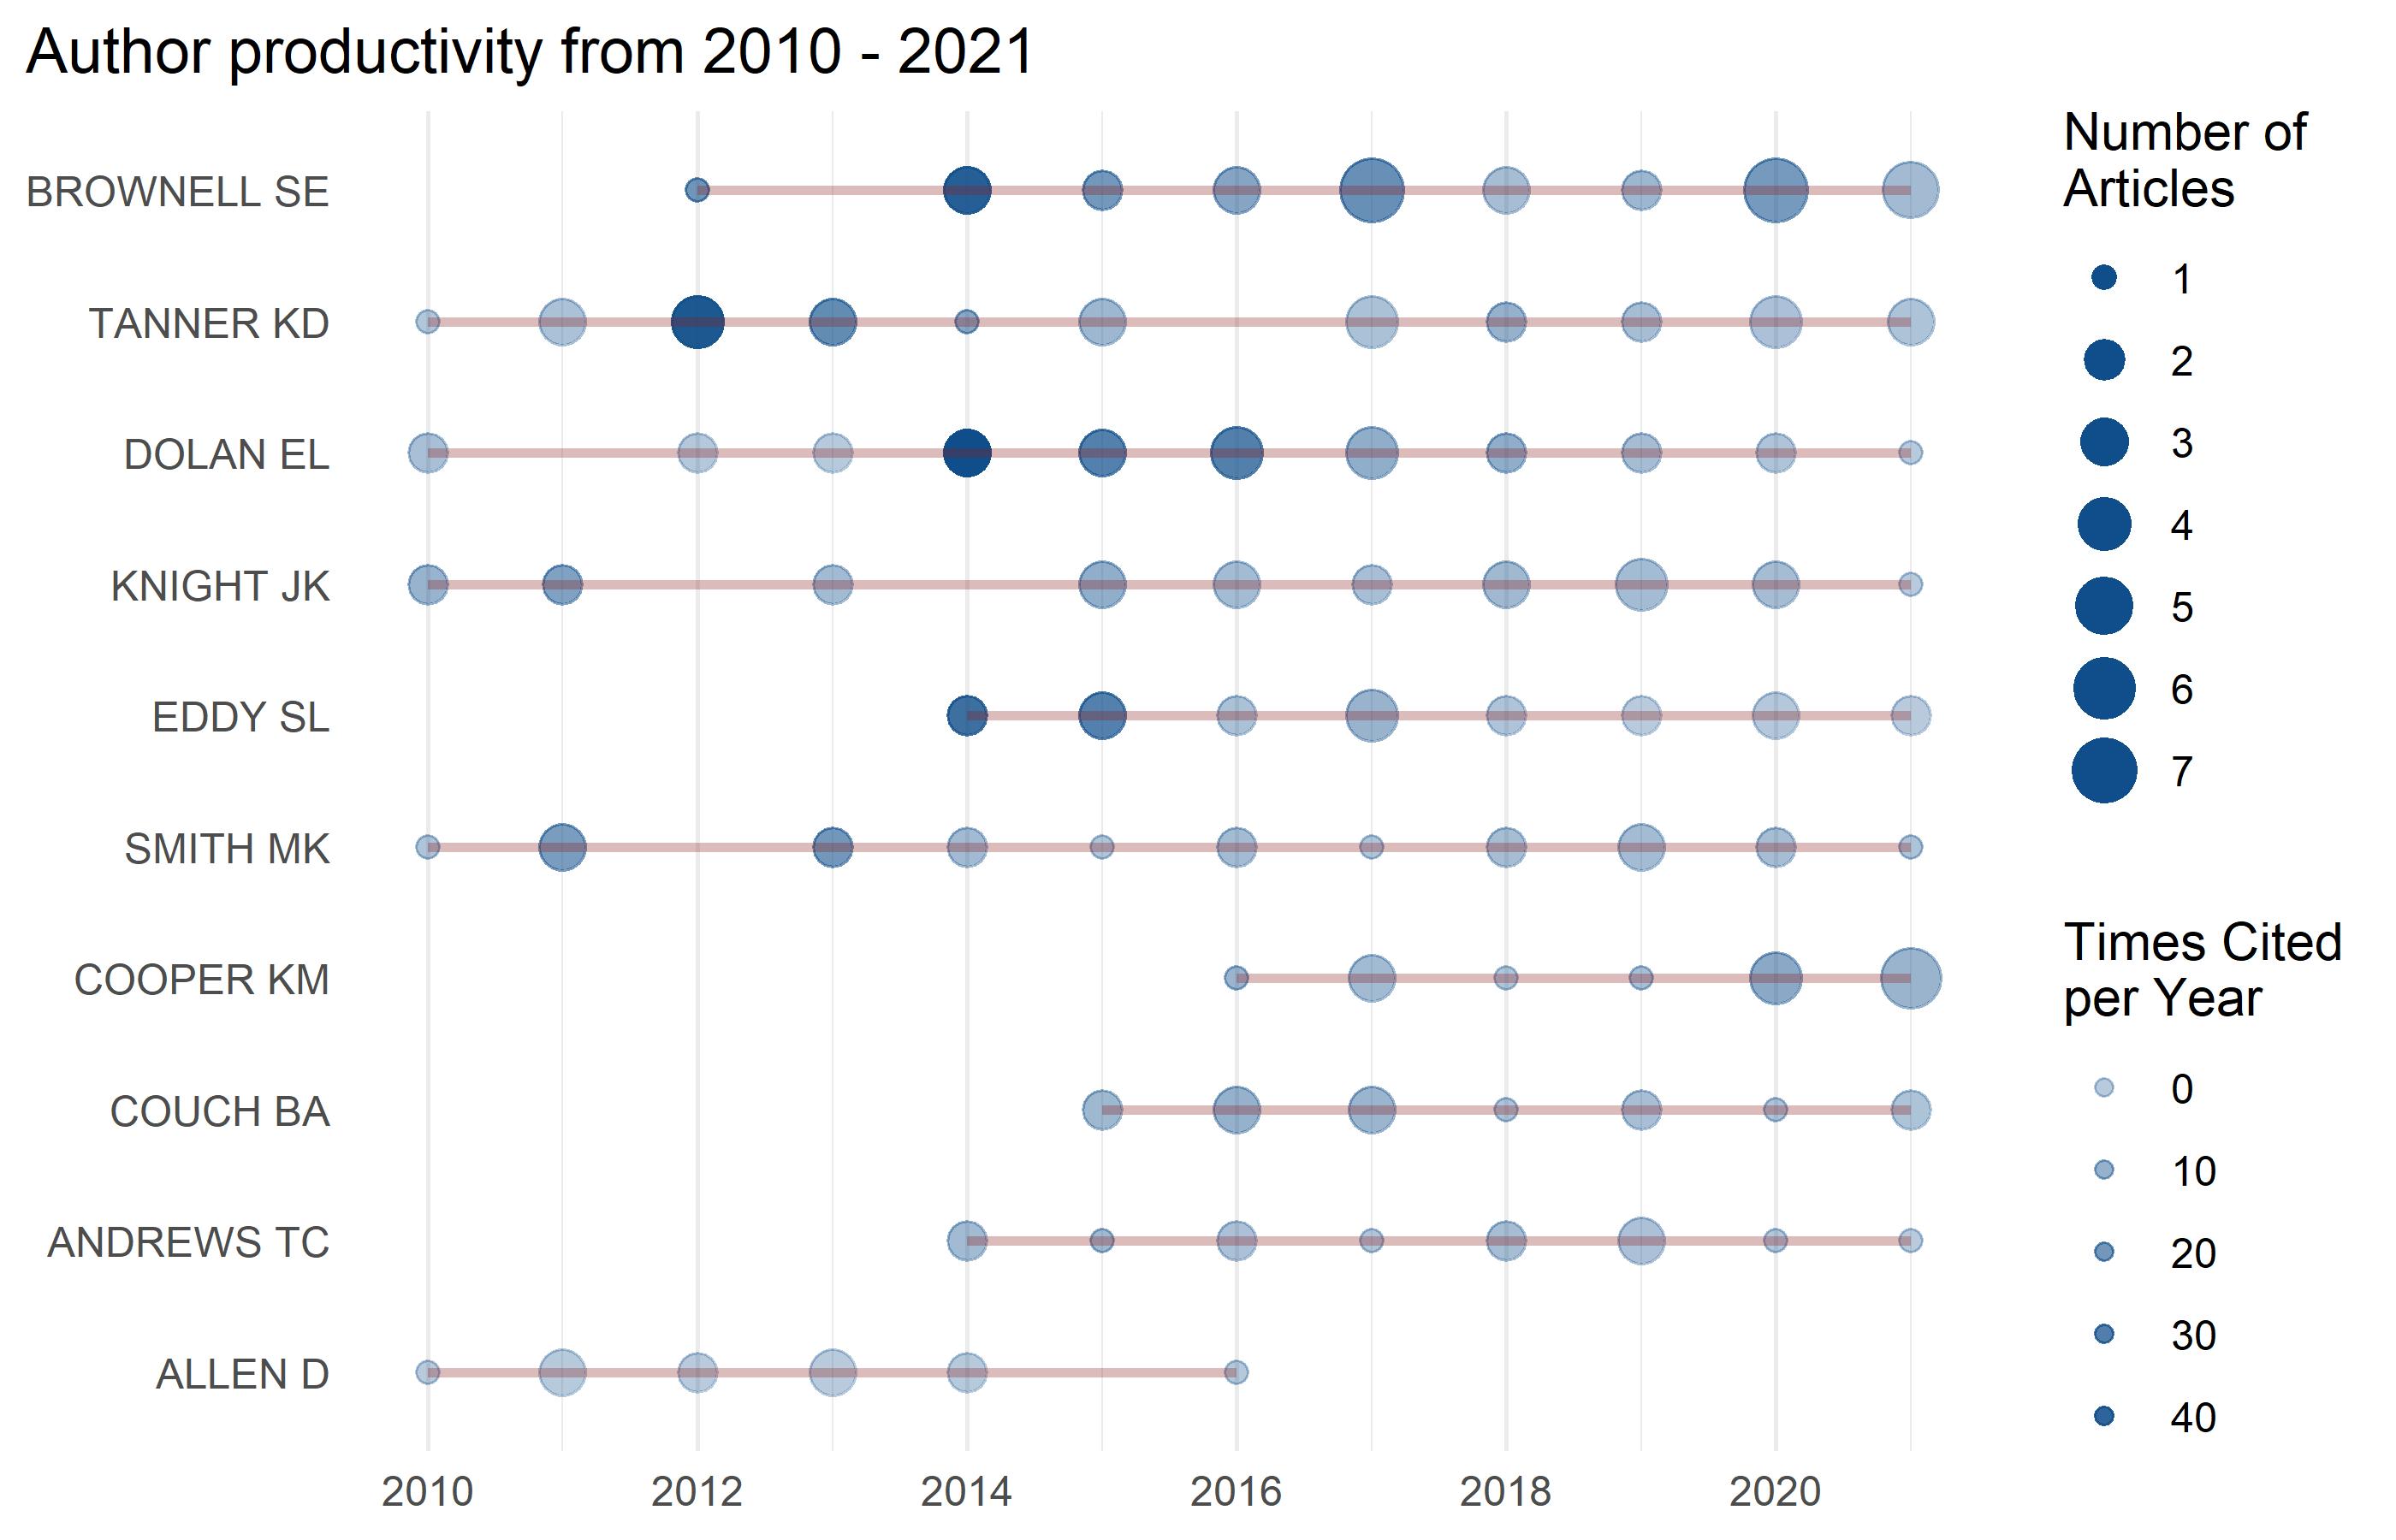 Author productivity from 2010 - 2021
BROWNELL SE
TANNER KD
DOLAN EL
KNIGHT JK
EDDY SL
SMITH MK
COOPER KM
COUCH BA
ANDREWS TC
ALLEN D
2010 2012 2014 2016 2018 2020
Number of
Articles
1
2
3
4
5
6
7
Times Cited
per Year
0
10
20
30
40